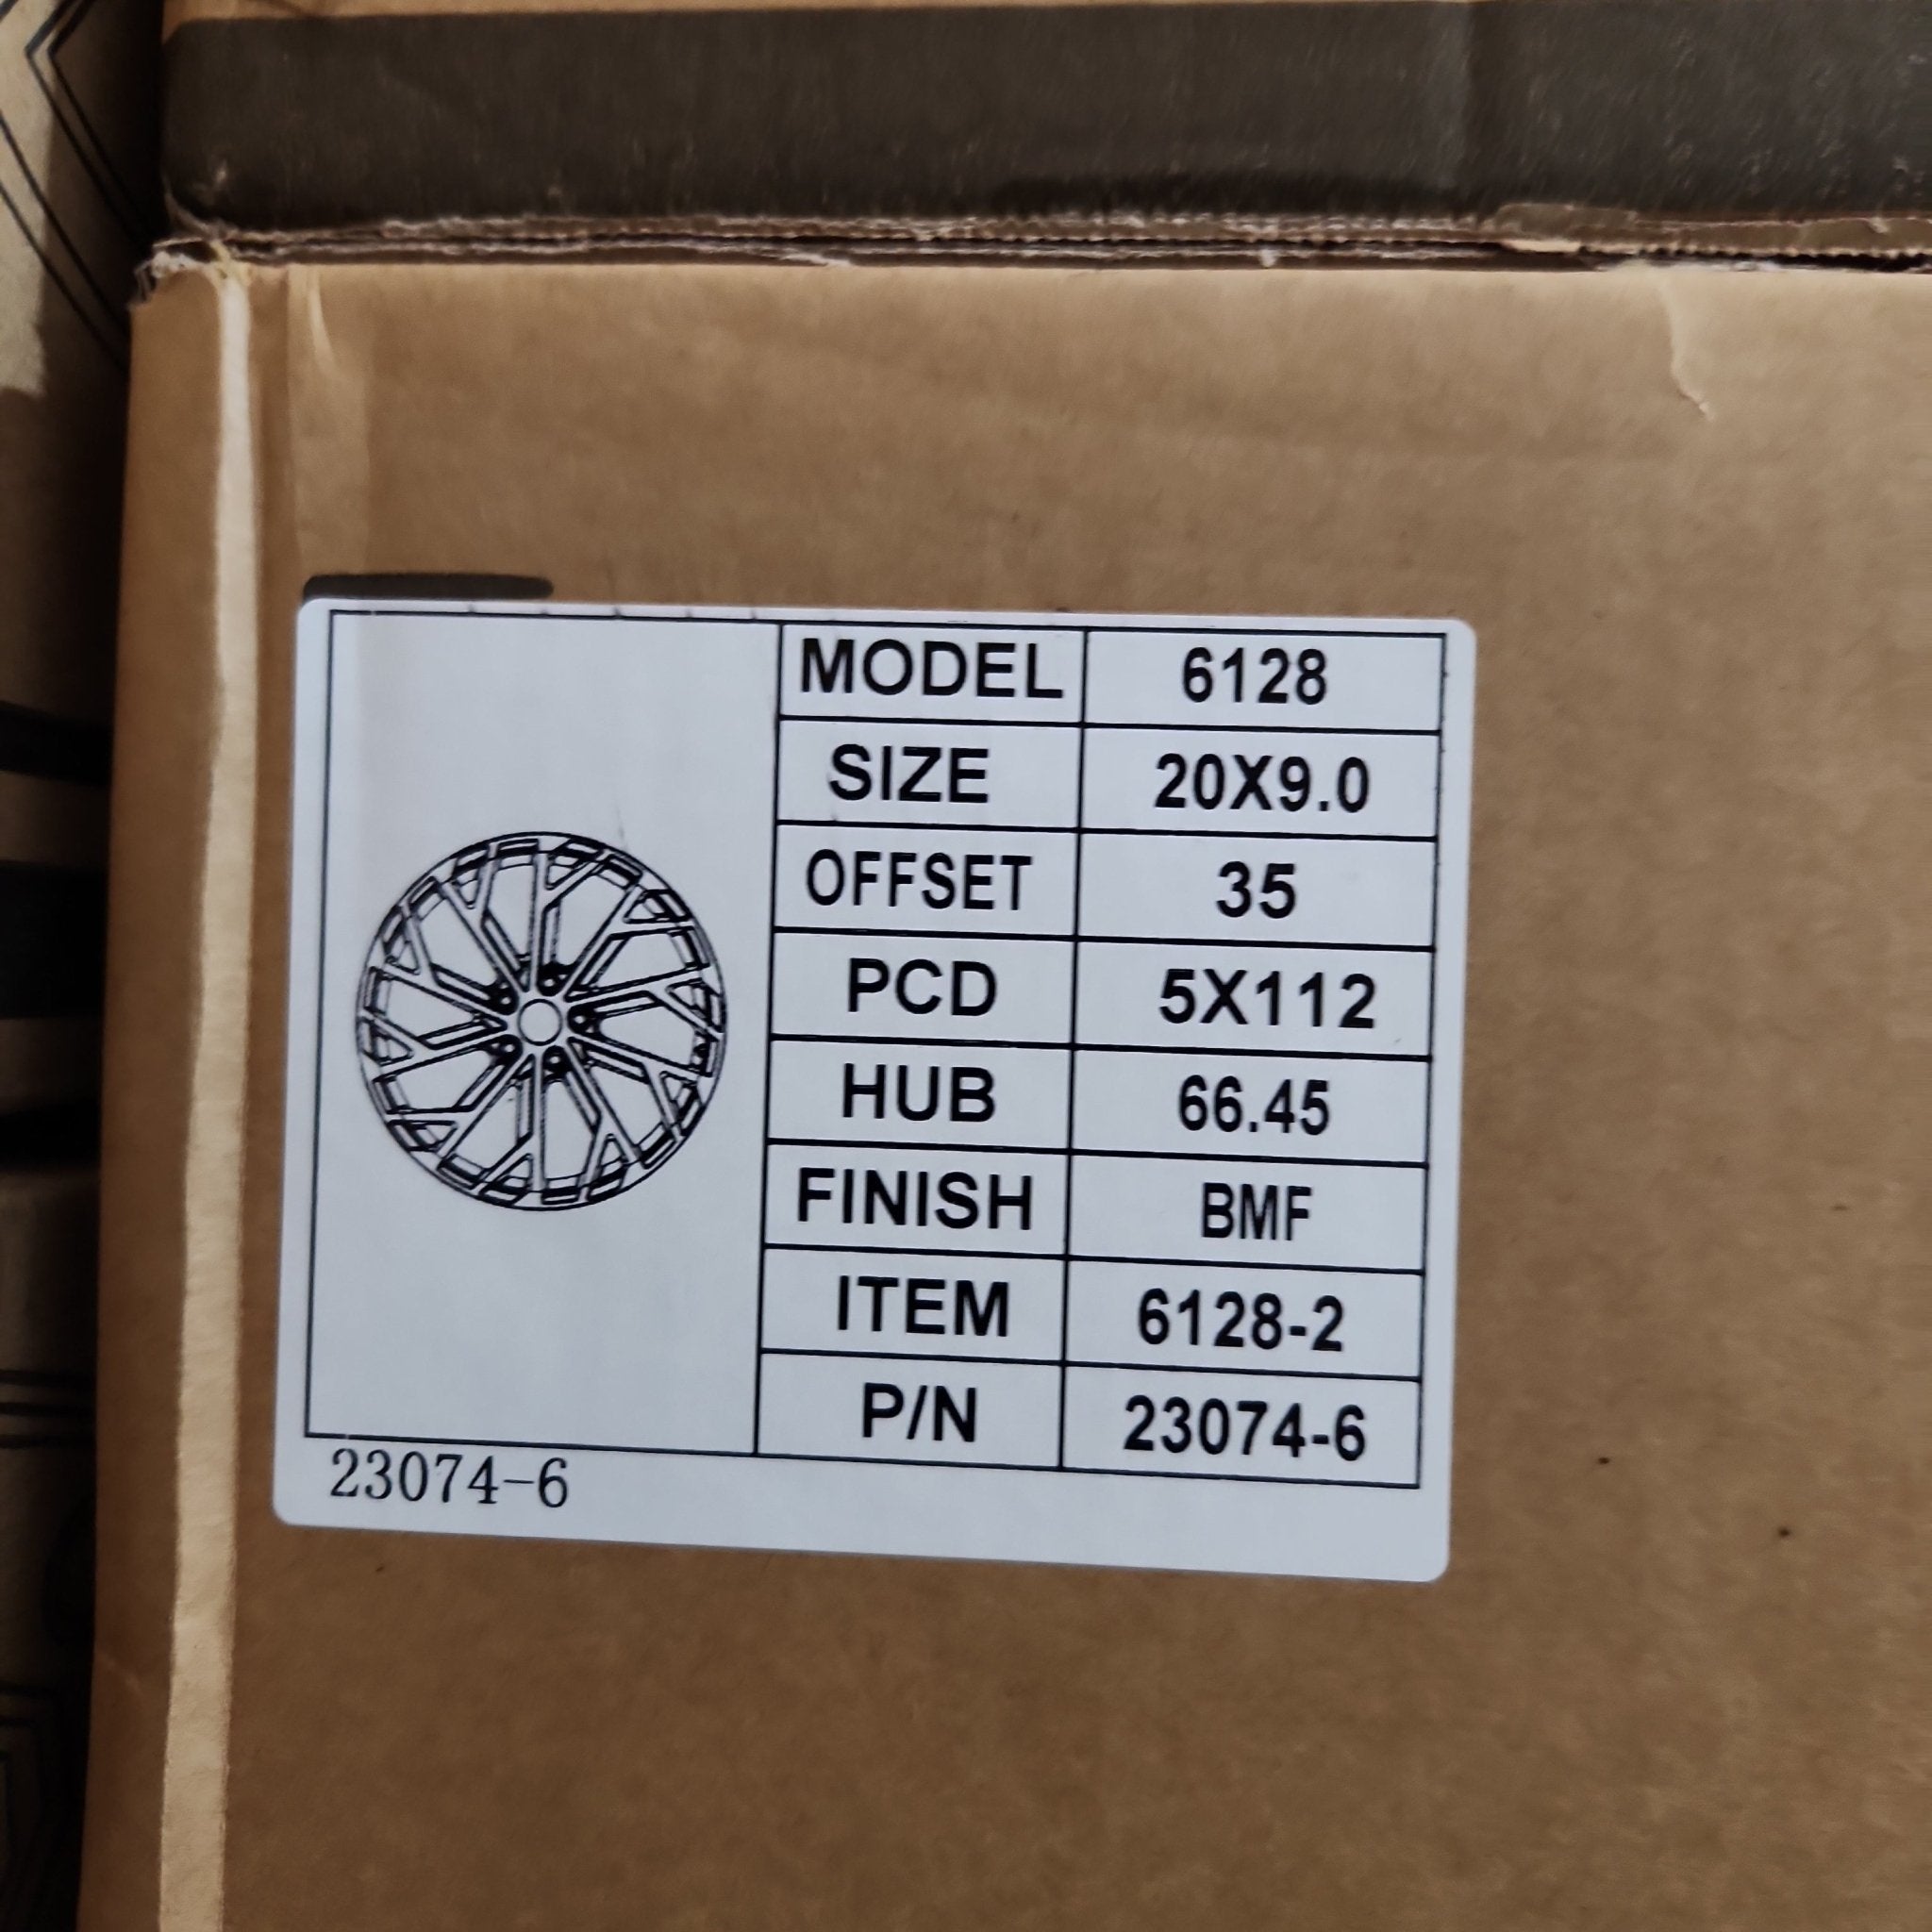 MODEL 6128
SIZE 20X9.0
OFFSET 35
PCD 5X112
HUB 66.45
FINISH BMF
ITEM 6128-2
P/N 23074-6
23074-6